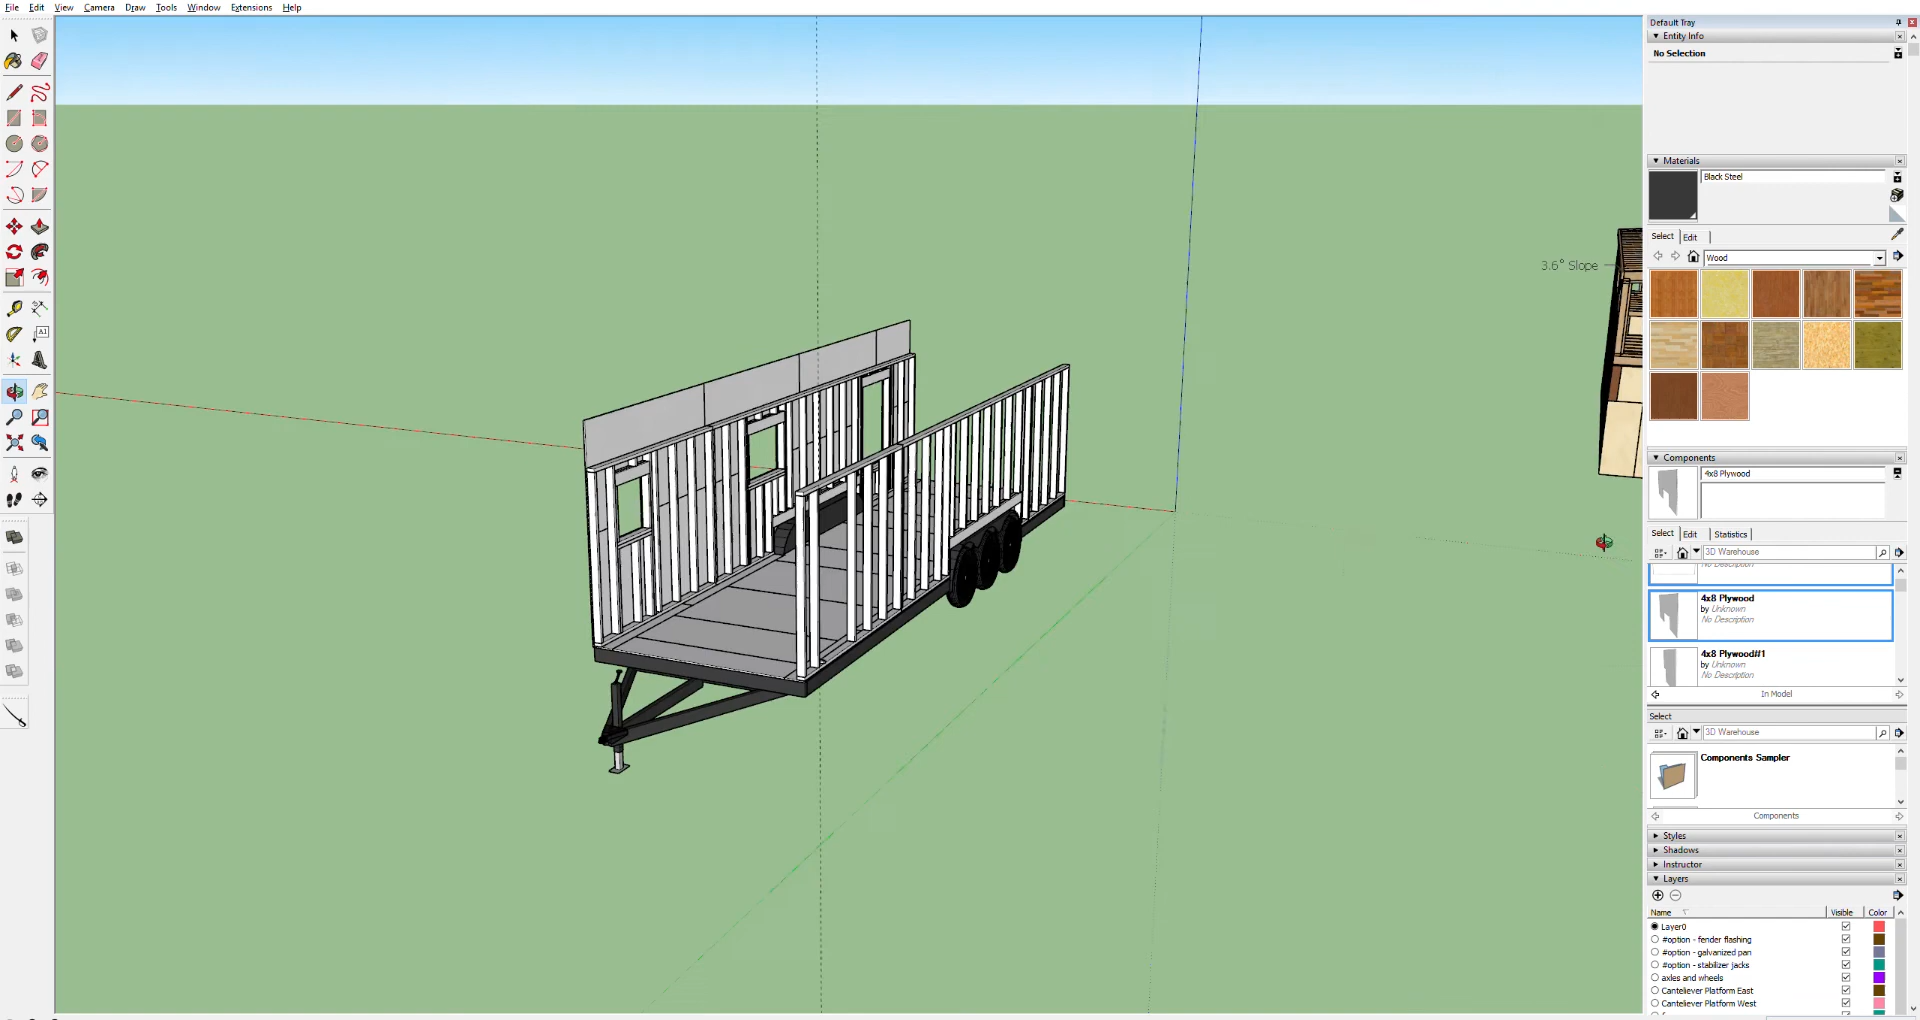 File Edit View Camera Draw Tools Window Extensions Help
Default Tray
Entity Info
No Selection
Materials
Black Steel
Select Edit
Wood
3.6° Slope
Components
4x8 Plywood
Select Edit Statistics
3D Warehouse
No Description
4x8 Plywood
by Unknown
No Description
4x8 Plywood#1
by Unknown
No Description
In Model
Select
3D Warehouse
Components Sampler
Components
Styles
Shadows
Instructor
Layers
Name Visible Color
Layer0
#option - fender flashing
#option - galvanized pan
#option - stabilizer jacks
axles and wheels
Canteliever Platform East
Canteliever Platform West